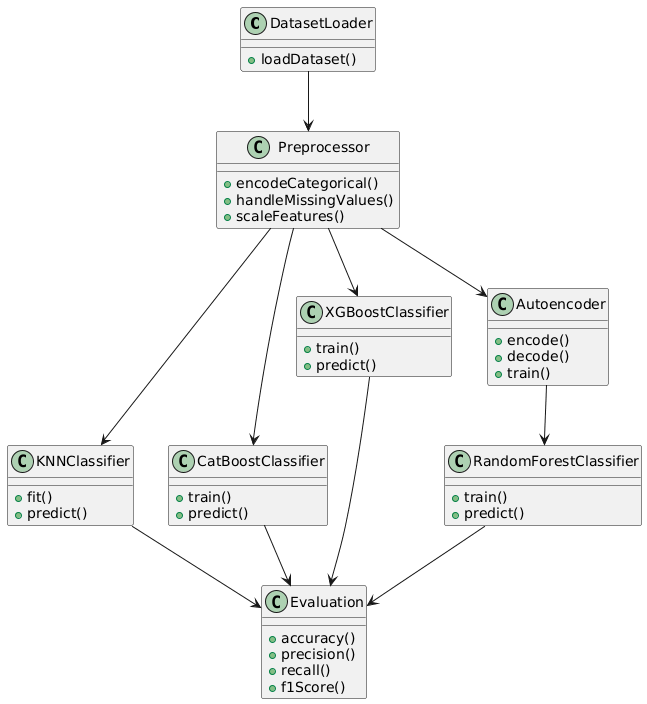 C DatasetLoader
loadDataset()
C Preprocessor
encodeCategorical()
handleMissingValues()
scaleFeatures()
C XGBoostClassifier
train()
predict()
C Autoencoder
encode()
decode()
train()
C KNNClassifier
fit()
predict()
C CatBoostClassifier
train()
predict()
C RandomForestClassifier
train()
predict()
C Evaluation
accuracy()
precision()
recall()
f1Score()